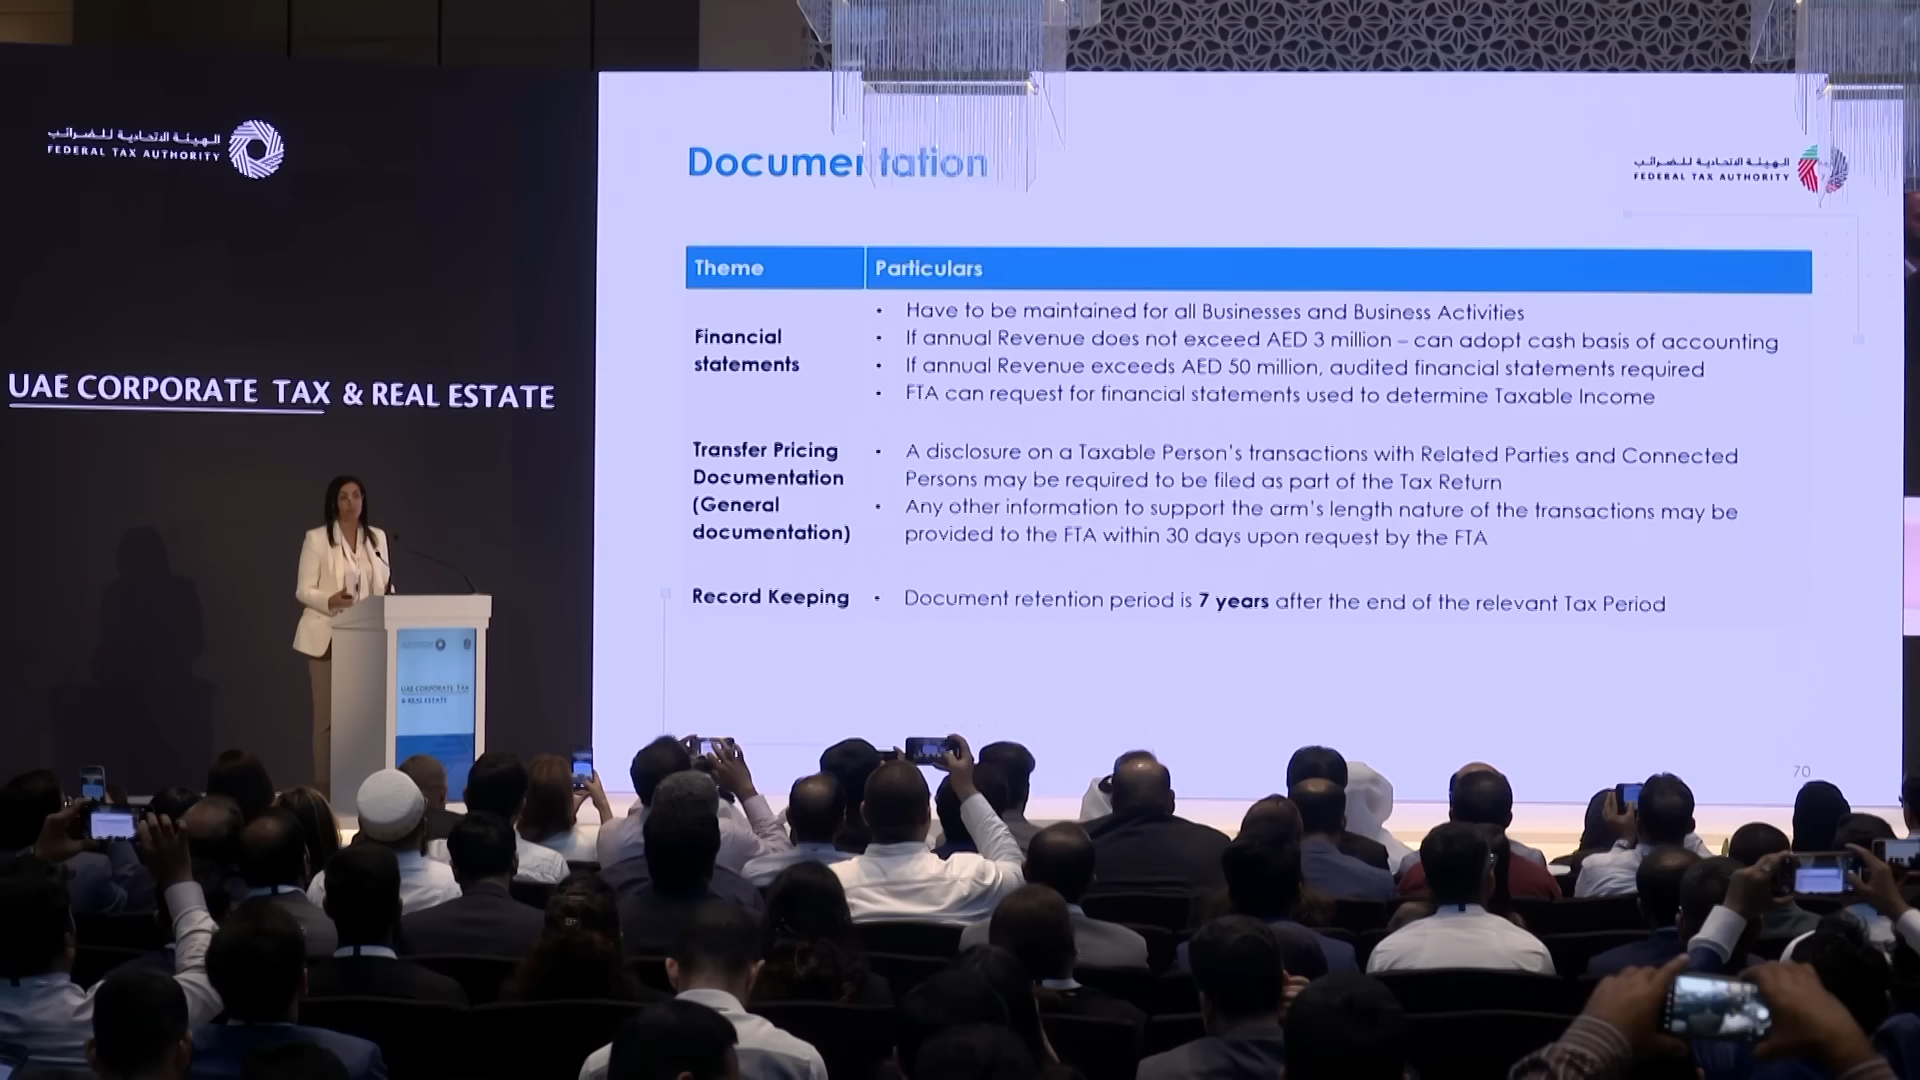 الهيئة الاتحادية للضرائب
FEDERAL TAX AUTHORITY
UAE CORPORATE TAX & REAL ESTATE
Documentation
الهيئة الاتحادية للضرائب
FEDERAL TAX AUTHORITY
Theme
Particulars
Financial
statements
• Have to be maintained for all Businesses and Business Activities
• If annual Revenue does not exceed AED 3 million – can adopt cash basis of accounting
• If annual Revenue exceeds AED 50 million, audited financial statements required
• FTA can request for financial statements used to determine Taxable Income
Transfer Pricing
Documentation
(General
documentation)
• A disclosure on a Taxable Person's transactions with Related Parties and Connected
Persons may be required to be filed as part of the Tax Return
• Any other information to support the arm's length nature of the transactions may be
provided to the FTA within 30 days upon request by the FTA
Record Keeping
• Document retention period is 7 years after the end of the relevant Tax Period
70
UAE CORPORATE TAX
& REAL ESTATE